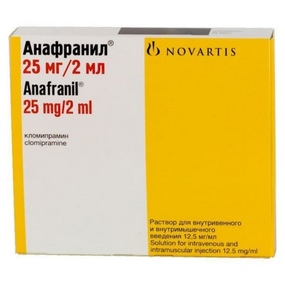 Анафранил®
25 мг/2 мл
Anafranil®
25 mg/2 ml
кломипрамин
clomipramine
NOVARTIS
Раствор для внутривенного
и внутримышечного
введения 12,5 мг/мл
Solution for intravenous and
intramuscular injection 12.5 mg/ml